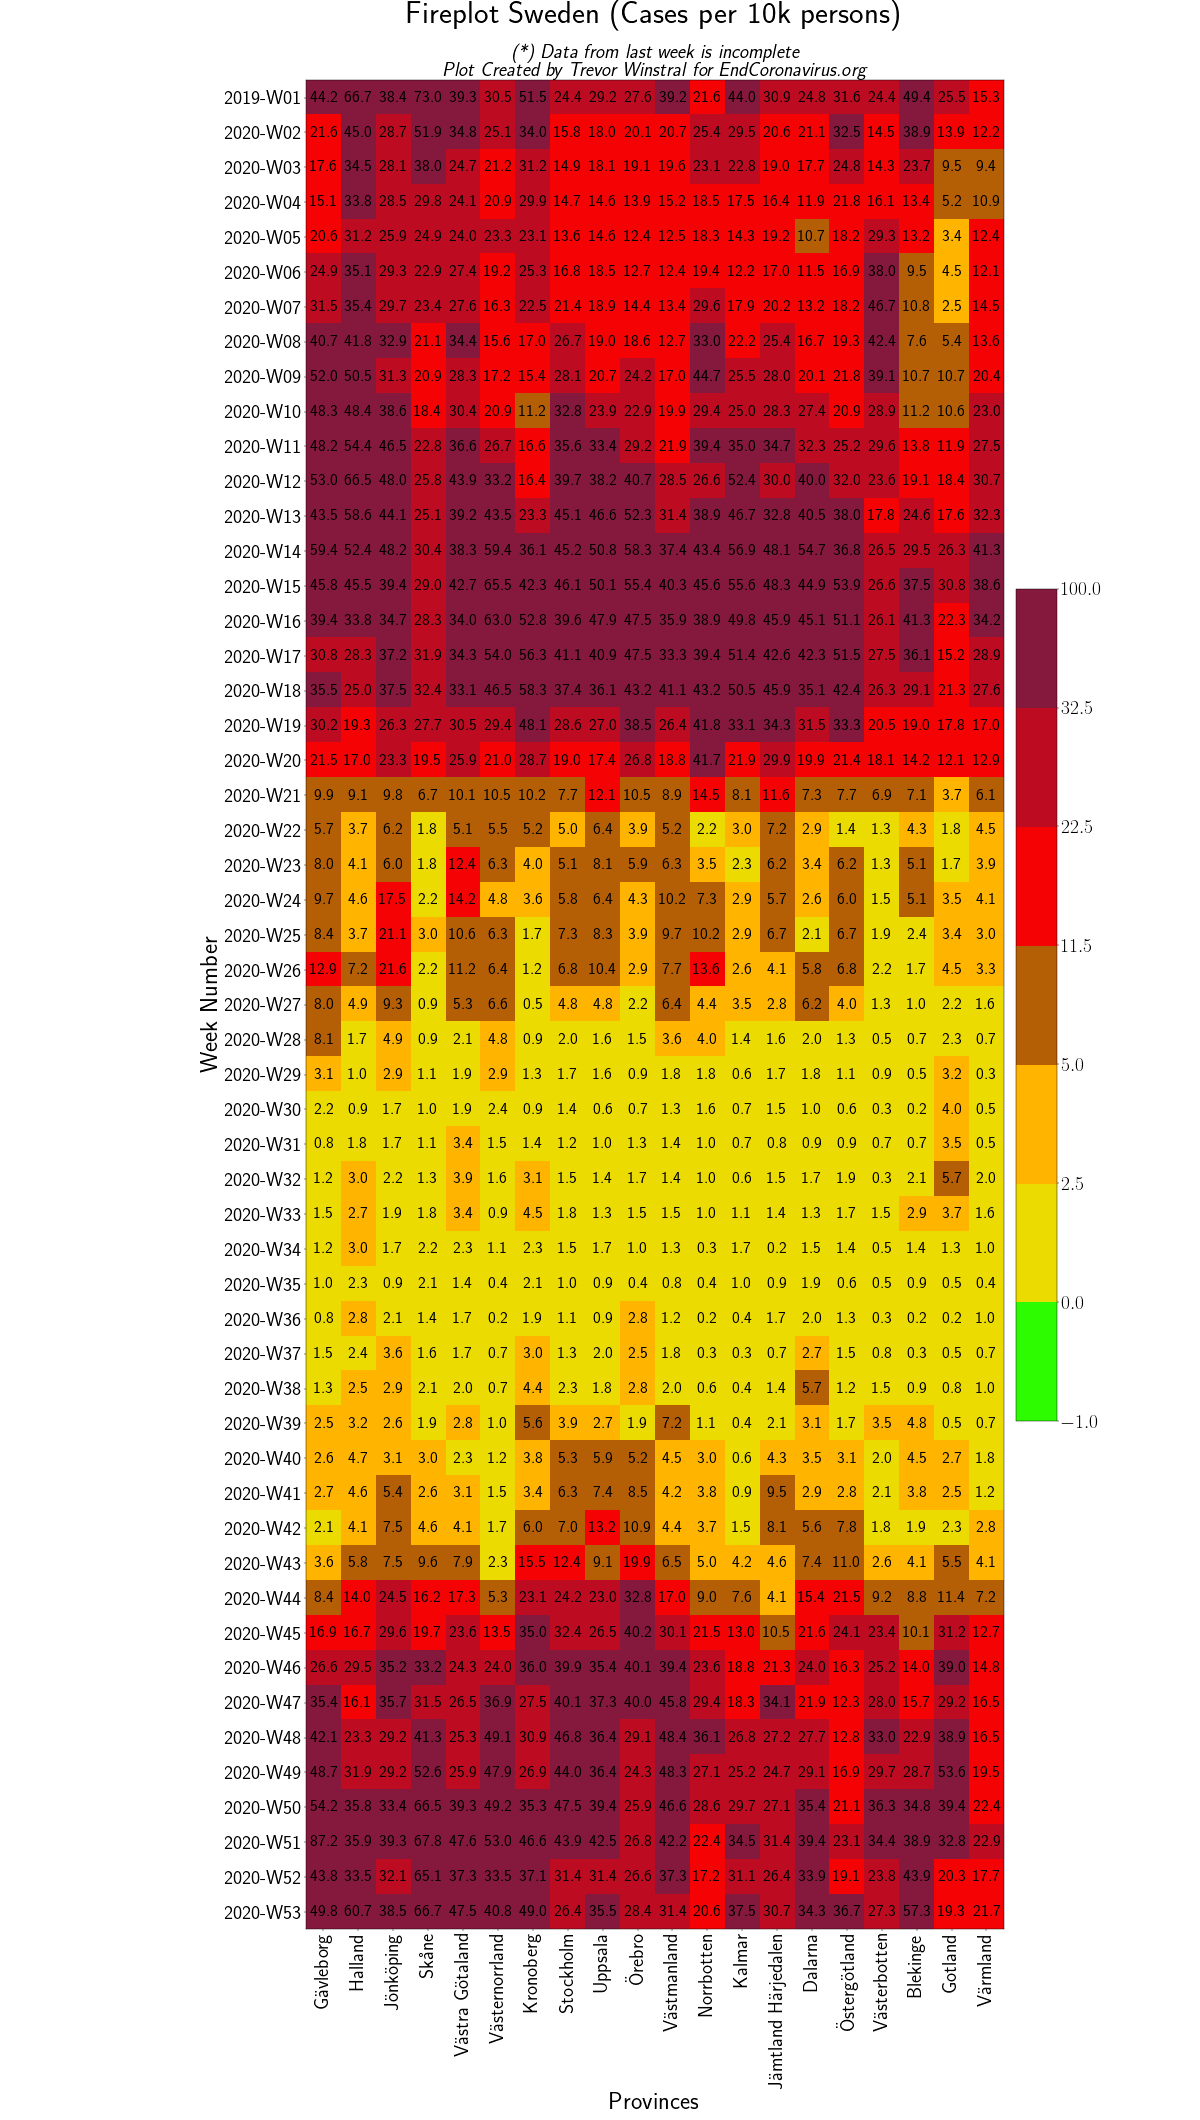 Fireplot Sweden (Cases per 10k persons)
(*) Data from last week is incomplete
Plot Created by Trevor Winstral for EndCoronavirus.org
2019-W01 44.2 66.7 38.4 73.0 39.3 30.5 51.5 24.4 29.2 27.6 39.2 21.6 44.0 30.9 24.8 31.6 24.4 49.4 25.5 15.3
2020-W02 21.6 45.0 28.7 51.9 34.8 25.1 34.0 15.8 18.0 20.1 20.7 25.4 29.5 20.6 21.1 32.5 14.5 38.9 13.9 12.2
2020-W03 17.6 34.5 28.1 38.0 24.7 21.2 31.2 14.9 18.1 19.1 19.6 23.1 22.8 19.0 17.7 24.8 14.3 23.7 9.5 9.4
2020-W04 15.1 33.8 28.5 29.8 24.1 20.9 29.9 14.7 14.6 13.9 15.2 18.5 17.5 16.4 11.9 21.8 16.1 13.4 5.2 10.9
2020-W05 20.6 31.2 25.9 24.9 24.0 23.3 23.1 13.6 14.6 12.4 12.5 18.3 14.3 19.2 10.7 18.2 29.3 13.2 3.4 12.4
2020-W06 24.9 35.1 29.3 22.9 27.4 19.2 25.3 16.8 18.5 12.7 12.4 19.4 12.2 17.0 11.5 16.9 38.0 9.5 4.5 12.1
2020-W07 31.5 35.4 29.7 23.4 27.6 16.3 22.5 21.4 18.9 14.4 13.4 29.6 17.9 20.2 13.2 18.2 46.7 10.8 2.5 14.5
2020-W08 40.7 41.8 32.9 21.1 34.4 15.6 17.0 26.7 19.0 18.6 12.7 33.0 22.2 25.4 16.7 19.3 42.4 7.6 5.4 13.6
2020-W09 52.0 50.5 31.3 20.9 28.3 17.2 15.4 28.1 20.7 24.2 17.0 44.7 25.5 28.0 20.1 21.8 39.1 10.7 10.7 20.4
2020-W10 48.3 48.4 38.6 18.4 30.4 20.9 11.2 32.8 23.9 22.9 19.9 29.4 25.0 28.3 27.4 20.9 28.9 11.2 10.6 23.0
2020-W11 48.2 54.4 46.5 22.8 36.6 26.7 16.6 35.6 33.4 29.2 21.9 39.4 35.0 34.7 32.3 25.2 29.6 13.8 11.9 27.5
2020-W12 53.0 66.5 48.0 25.8 43.9 33.2 16.4 39.7 38.2 40.7 28.5 26.6 52.4 30.0 40.0 32.0 23.6 19.1 18.4 30.7
2020-W13 43.5 58.6 44.1 25.1 39.2 43.5 23.3 45.1 46.6 52.3 31.4 38.9 46.7 32.8 40.5 38.0 17.8 24.6 17.6 32.3
2020-W14 59.4 52.4 48.2 30.4 38.3 59.4 36.1 45.2 50.8 58.3 37.4 43.4 56.9 48.1 54.7 36.8 26.5 29.5 26.3 41.3
2020-W15 45.8 45.5 39.4 29.0 42.7 65.5 42.3 46.1 50.1 55.4 40.3 45.6 55.6 48.3 44.9 53.9 26.6 37.5 30.8 38.6
2020-W16 39.4 33.8 34.7 28.3 34.0 63.0 52.8 39.6 47.9 47.5 35.9 38.9 49.8 45.9 45.1 51.1 26.1 41.3 22.3 34.2
2020-W17 30.8 28.3 37.2 31.9 34.3 54.0 56.3 41.1 40.9 47.5 33.3 39.4 51.4 42.6 42.3 51.5 27.5 36.1 15.2 28.9
2020-W18 35.5 25.0 37.5 32.4 33.1 46.5 58.3 37.4 36.1 43.2 41.1 43.2 50.5 45.9 35.1 42.4 26.3 29.1 21.3 27.6
2020-W19 30.2 19.3 26.3 27.7 30.5 29.4 48.1 28.6 27.0 38.5 26.4 41.8 33.1 34.3 31.5 33.3 20.5 19.0 17.8 17.0
2020-W20 21.5 17.0 23.3 19.5 25.9 21.0 28.7 19.0 17.4 26.8 18.8 41.7 21.9 29.9 19.9 21.4 18.1 14.2 12.1 12.9
2020-W21 9.9 9.1 9.8 6.7 10.1 10.5 10.2 7.7 12.1 10.5 8.9 14.5 8.1 11.6 7.3 7.7 6.9 7.1 3.7 6.1
2020-W22 5.7 3.7 6.2 1.8 5.1 5.5 5.2 5.0 6.4 3.9 5.2 2.2 3.0 7.2 2.9 1.4 1.3 4.3 1.8 4.5
2020-W23 8.0 4.1 6.0 1.8 12.4 6.3 4.0 5.1 8.1 5.9 6.3 3.5 2.3 6.2 3.4 6.2 1.3 5.1 1.7 3.9
2020-W24 9.7 4.6 17.5 2.2 14.2 4.8 3.6 5.8 6.4 4.3 10.2 7.3 2.9 5.7 2.6 6.0 1.5 5.1 3.5 4.1
2020-W25 8.4 3.7 21.1 3.0 10.6 6.3 1.7 7.3 8.3 3.9 9.7 10.2 2.9 6.7 2.1 6.7 1.9 2.4 3.4 3.0
2020-W26 12.9 7.2 21.6 2.2 11.2 6.4 1.2 6.8 10.4 2.9 7.7 13.6 2.6 4.1 5.8 6.8 2.2 1.7 4.5 3.3
2020-W27 8.0 4.9 9.3 0.9 5.3 6.6 0.5 4.8 4.8 2.2 6.4 4.4 3.5 2.8 6.2 4.0 1.3 1.0 2.2 1.6
2020-W28 8.1 1.7 4.9 0.9 2.1 4.8 0.9 2.0 1.6 1.5 3.6 4.0 1.4 1.6 2.0 1.3 0.5 0.7 2.3 0.7
2020-W29 3.1 1.0 2.9 1.1 1.9 2.9 1.3 1.7 1.6 0.9 1.8 1.8 0.6 1.7 1.8 1.1 0.9 0.5 3.2 0.3
2020-W30 2.2 0.9 1.7 1.0 1.9 2.4 0.9 1.4 0.6 0.7 1.3 1.6 0.7 1.5 1.0 0.6 0.3 0.2 4.0 0.5
2020-W31 0.8 1.8 1.7 1.1 3.4 1.5 1.4 1.2 1.0 1.3 1.4 1.0 0.7 0.8 0.9 0.9 0.7 0.7 3.5 0.5
2020-W32 1.2 3.0 2.2 1.3 3.9 1.6 3.1 1.5 1.4 1.7 1.4 1.0 0.6 1.5 1.7 1.9 0.3 2.1 5.7 2.0
2020-W33 1.5 2.7 1.9 1.8 3.4 0.9 4.5 1.8 1.3 1.5 1.5 1.0 1.1 1.4 1.3 1.7 1.5 2.9 3.7 1.6
2020-W34 1.2 3.0 1.7 2.2 2.3 1.1 2.3 1.5 1.7 1.0 1.3 0.3 1.7 0.2 1.5 1.4 0.5 1.4 1.3 1.0
2020-W35 1.0 2.3 0.9 2.1 1.4 0.4 2.1 1.0 0.9 0.4 0.8 0.4 1.0 0.9 1.9 0.6 0.5 0.9 0.5 0.4
2020-W36 0.8 2.8 2.1 1.4 1.7 0.2 1.9 1.1 0.9 2.8 1.2 0.2 0.4 1.7 2.0 1.3 0.3 0.2 0.2 1.0
2020-W37 1.5 2.4 3.6 1.6 1.7 0.7 3.0 1.3 2.0 2.5 1.8 0.3 0.3 0.7 2.7 1.5 0.8 0.3 0.5 0.7
2020-W38 1.3 2.5 2.9 2.1 2.0 0.7 4.4 2.3 1.8 2.8 2.0 0.6 0.4 1.4 5.7 1.2 1.5 0.9 0.8 1.0
2020-W39 2.5 3.2 2.6 1.9 2.8 1.0 5.6 3.9 2.7 1.9 7.2 1.1 0.4 2.1 3.1 1.7 3.5 4.8 0.5 0.7
2020-W40 2.6 4.7 3.1 3.0 2.3 1.2 3.8 5.3 5.9 5.2 4.5 3.0 0.6 4.3 3.5 3.1 2.0 4.5 2.7 1.8
2020-W41 2.7 4.6 5.4 2.6 3.1 1.5 3.4 6.3 7.4 8.5 4.2 3.8 0.9 9.5 2.9 2.8 2.1 3.8 2.5 1.2
2020-W42 2.1 4.1 7.5 4.6 4.1 1.7 6.0 7.0 13.2 10.9 4.4 3.7 1.5 8.1 5.6 7.8 1.8 1.9 2.3 2.8
2020-W43 3.6 5.8 7.5 9.6 7.9 2.3 15.5 12.4 9.1 19.9 6.5 5.0 4.2 4.6 7.4 11.0 2.6 4.1 5.5 4.1
2020-W44 8.4 14.0 24.5 16.2 17.3 5.3 23.1 24.2 23.0 32.8 17.0 9.0 7.6 4.1 15.4 21.5 9.2 8.8 11.4 7.2
2020-W45 16.9 16.7 29.6 19.7 23.6 13.5 35.0 32.4 26.5 40.2 30.1 21.5 13.0 10.5 21.6 24.1 23.4 10.1 31.2 12.7
2020-W46 26.6 29.5 35.2 33.2 24.3 24.0 36.0 39.9 35.4 40.1 39.4 23.6 18.8 21.3 24.0 16.3 25.2 14.0 39.0 14.8
2020-W47 35.4 16.1 35.7 31.5 26.5 36.9 27.5 40.1 37.3 40.0 45.8 29.4 18.3 34.1 21.9 12.3 28.0 15.7 29.2 16.5
2020-W48 42.1 23.3 29.2 41.3 25.3 49.1 30.9 46.8 36.4 29.1 48.4 36.1 26.8 27.2 27.7 12.8 33.0 22.9 38.9 16.5
2020-W49 48.7 31.9 29.2 52.6 25.9 47.9 26.9 44.0 36.4 24.3 48.3 27.1 25.2 24.7 29.1 16.9 29.7 28.7 53.6 19.5
2020-W50 54.2 35.8 33.4 66.5 39.3 49.2 35.3 47.5 39.4 25.9 46.6 28.6 29.7 27.1 35.4 21.1 36.3 34.8 39.4 22.4
2020-W51 87.2 35.9 39.3 67.8 47.6 53.0 46.6 43.9 42.5 26.8 42.2 22.4 34.5 31.4 39.4 23.1 34.4 38.9 32.8 22.9
2020-W52 43.8 33.5 32.1 65.1 37.3 33.5 37.1 31.4 31.4 26.6 37.3 17.2 31.1 26.4 33.9 19.1 23.8 43.9 20.3 17.7
2020-W53 49.8 60.7 38.5 66.7 47.5 40.8 49.0 26.4 35.5 28.4 31.4 20.6 37.5 30.7 34.3 36.7 27.3 57.3 19.3 21.7
Week Number
Gävleborg
Halland
Jönköping
Skåne
Västra Götaland
Västernorrland
Kronoberg
Stockholm
Uppsala
Örebro
Västmanland
Norrbotten
Kalmar
Jämtland Härjedalen
Dalarna
Östergötland
Västerbotten
Blekinge
Gotland
Värmland
Provinces
100.0
32.5
22.5
11.5
5.0
2.5
0.0
−1.0